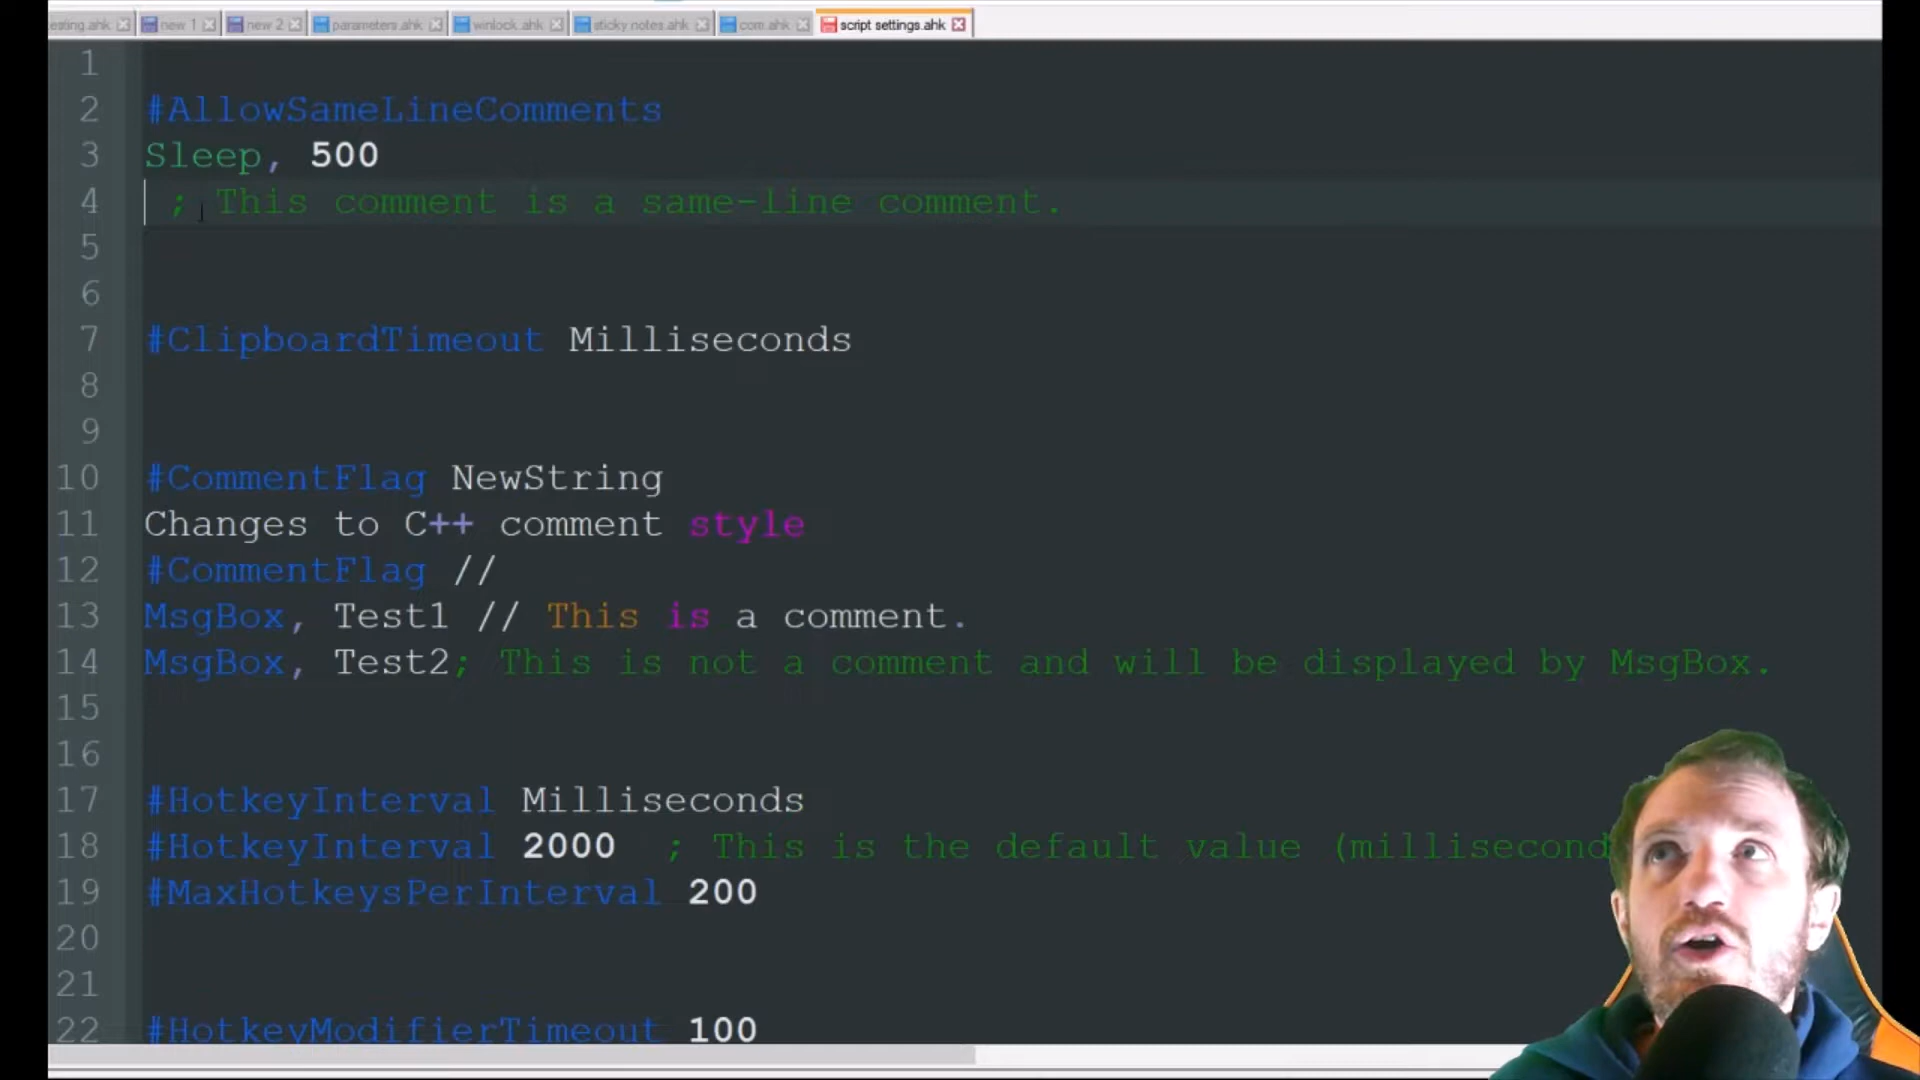 esting.ahk new 1 new 2 parameters.ahk winlock.ahk sticky notes.ahk com.ahk script settings.ahk
1
2 #AllowSameLineComments
3 Sleep, 500
4 ; This comment is a same-line comment.
5
6
7 #ClipboardTimeout Milliseconds
8
9
10 #CommentFlag NewString
11 Changes to C++ comment style
12 #CommentFlag //
13 MsgBox, Test1 // This is a comment.
14 MsgBox, Test2; This is not a comment and will be displayed by MsgBox.
15
16
17 #HotkeyInterval Milliseconds
18 #HotkeyInterval 2000 ; This is the default value (millisecond
19 #MaxHotkeysPerInterval 200
20
21
22 #HotkeyModifierTimeout 100